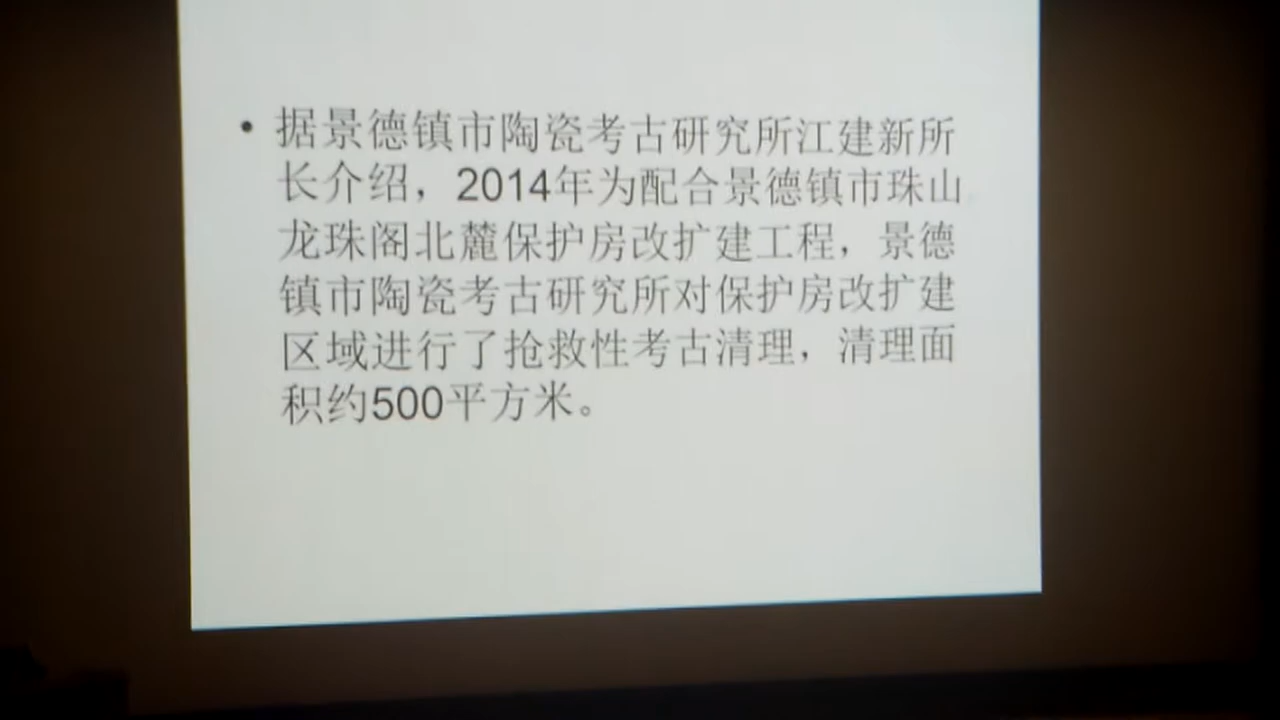 • 据景德镇市陶瓷考古研究所江建新所
长介绍，2014年为配合景德镇市珠山
龙珠阁北麓保护房改扩建工程，景德
镇市陶瓷考古研究所对保护房改扩建
区域进行了抢救性考古清理，清理面
积约500平方米。